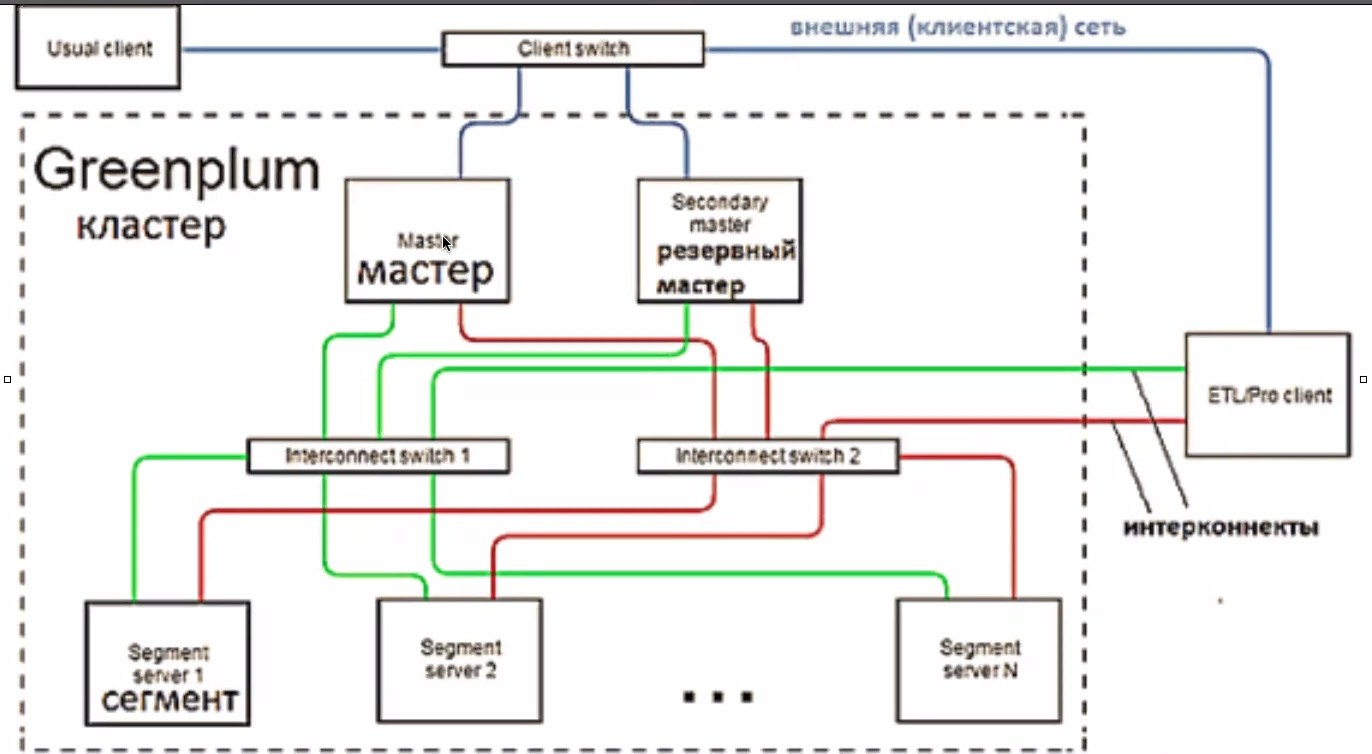 внешняя (клиентская) сеть
Usual client
Client switch
Greenplum
кластер
Master
мастер
Secondary
master
резервный
мастер
ETL/Pro client
Interconnect switch 1
Interconnect switch 2
интерконнекты
Segment
server 1
сегмент
Segment
server 2
...
Segment
server N